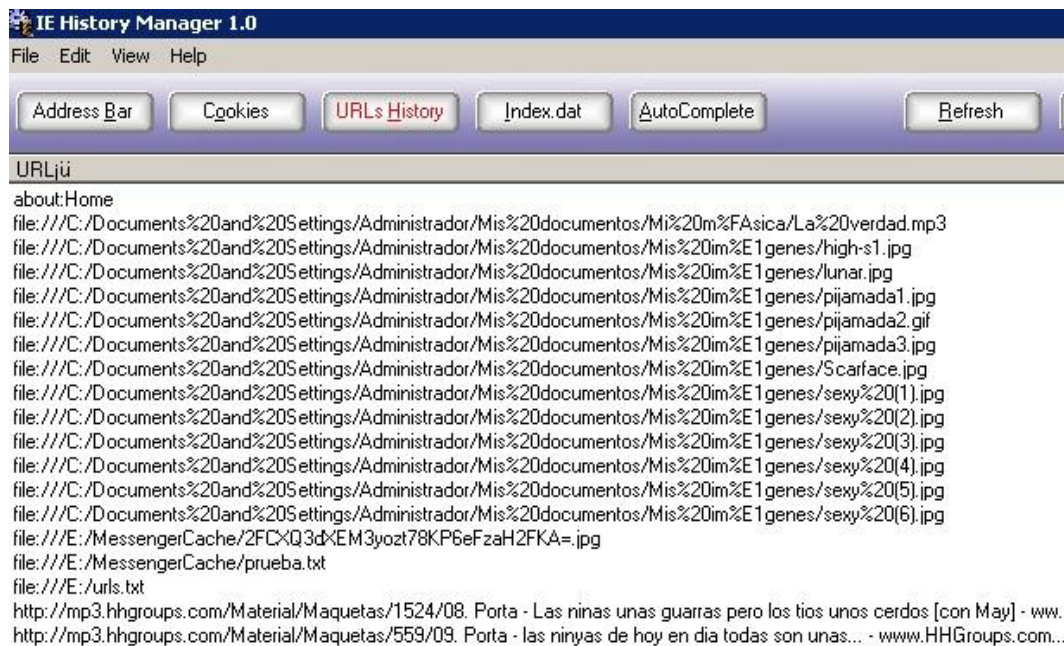 IE History Manager 1.0
File Edit View Help
Address Bar Cookies URLs History Index.dat AutoComplete Refresh
URL¡ü
about:Home
file:///C:/Documents%20and%20Settings/Administrador/Mis%20documentos/Mi%20m%FAsica/La%20verdad.mp3
file:///C:/Documents%20and%20Settings/Administrador/Mis%20documentos/Mis%20im%E1genes/high-s1.jpg
file:///C:/Documents%20and%20Settings/Administrador/Mis%20documentos/Mis%20im%E1genes/lunar.jpg
file:///C:/Documents%20and%20Settings/Administrador/Mis%20documentos/Mis%20im%E1genes/pijamada1.jpg
file:///C:/Documents%20and%20Settings/Administrador/Mis%20documentos/Mis%20im%E1genes/pijamada2.gif
file:///C:/Documents%20and%20Settings/Administrador/Mis%20documentos/Mis%20im%E1genes/pijamada3.jpg
file:///C:/Documents%20and%20Settings/Administrador/Mis%20documentos/Mis%20im%E1genes/Scarface.jpg
file:///C:/Documents%20and%20Settings/Administrador/Mis%20documentos/Mis%20im%E1genes/sexy%20(1).jpg
file:///C:/Documents%20and%20Settings/Administrador/Mis%20documentos/Mis%20im%E1genes/sexy%20(2).jpg
file:///C:/Documents%20and%20Settings/Administrador/Mis%20documentos/Mis%20im%E1genes/sexy%20(3).jpg
file:///C:/Documents%20and%20Settings/Administrador/Mis%20documentos/Mis%20im%E1genes/sexy%20(4).jpg
file:///C:/Documents%20and%20Settings/Administrador/Mis%20documentos/Mis%20im%E1genes/sexy%20(5).jpg
file:///C:/Documents%20and%20Settings/Administrador/Mis%20documentos/Mis%20im%E1genes/sexy%20(6).jpg
file:///E:/MessengerCache/2FCXQ3dXEM3yozt78KP6eFzaH2FKA=.jpg
file:///E:/MessengerCache/prueba.txt
file:///E:/urls.txt
http://mp3.hhgroups.com/Material/Maquetas/1524/08. Porta - Las ninas unas guarras pero los tios unos cerdos [con May] - ww.
http://mp3.hhgroups.com/Material/Maquetas/559/09. Porta - las ninyas de hoy en dia todas son unas... - www.HHGroups.com...